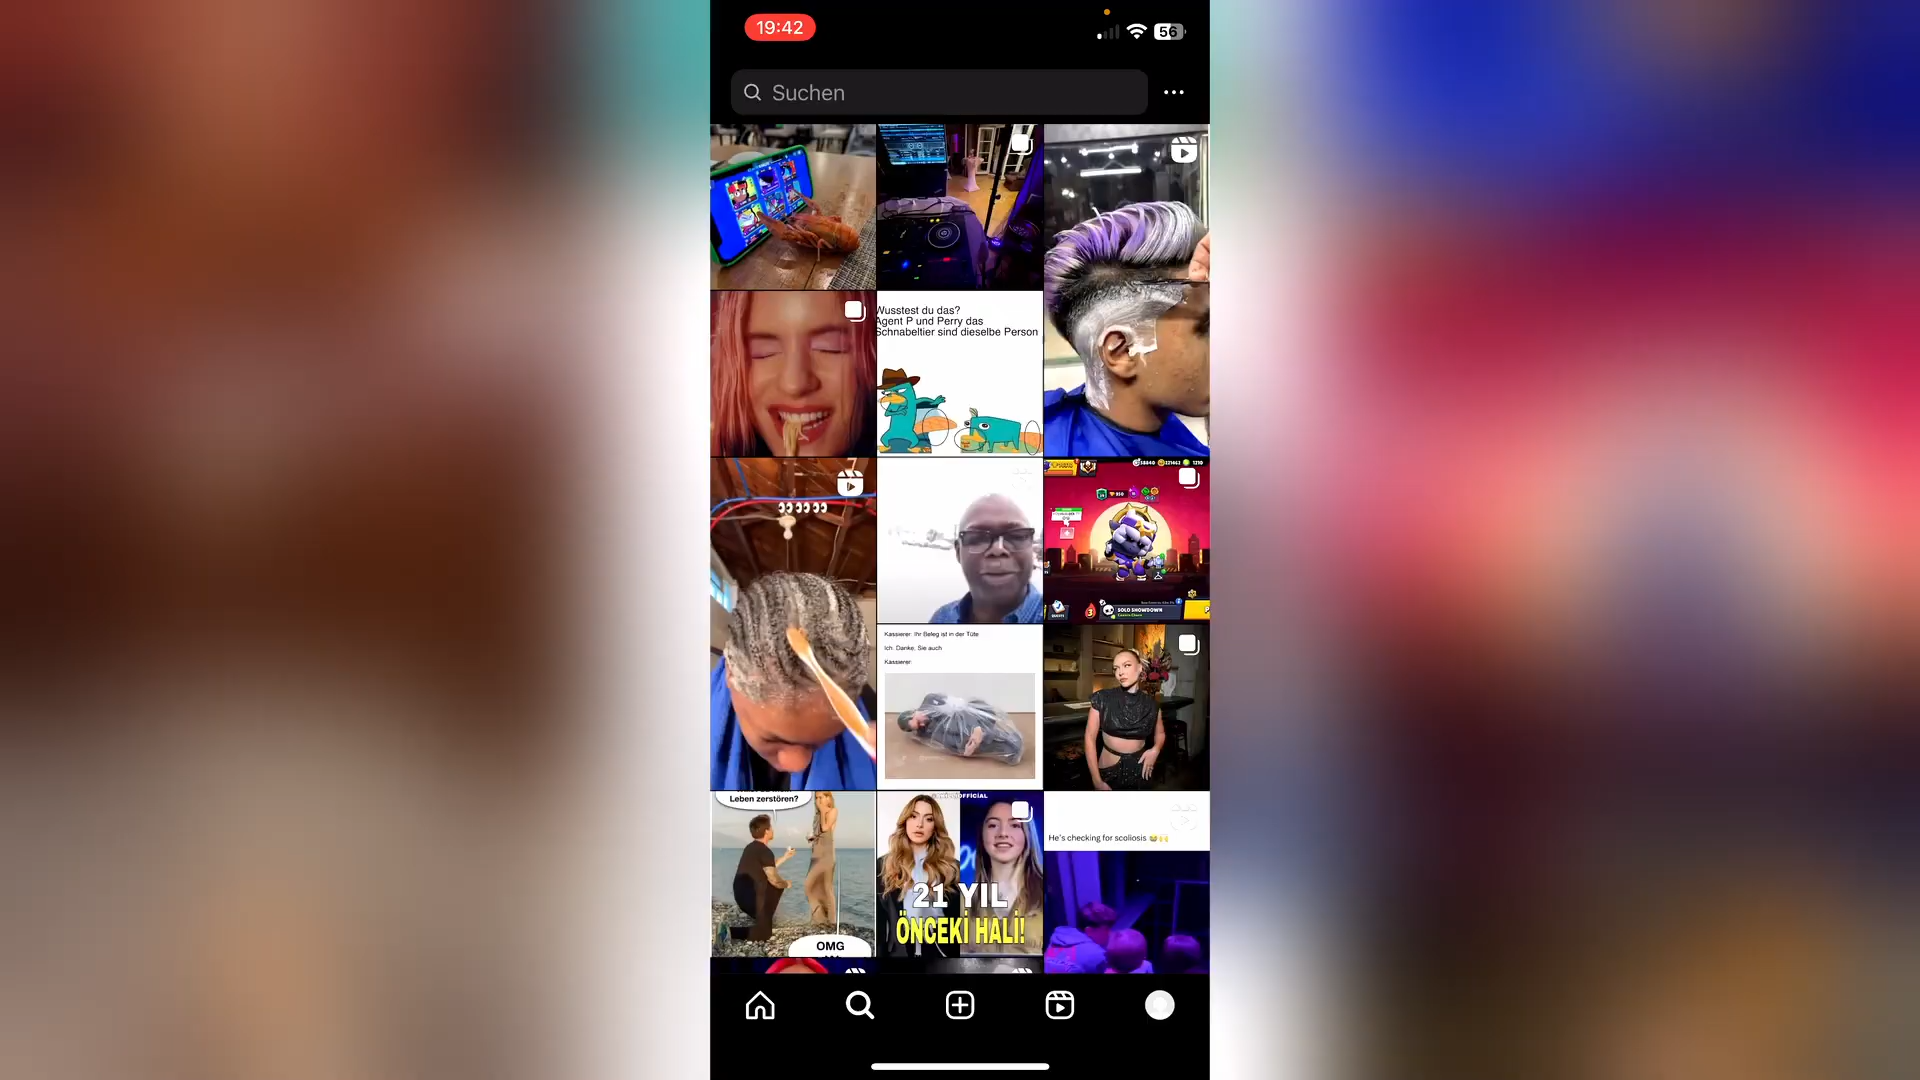 19:42
56
Suchen
Wusstest du das?
Agent P und Perry das
Schnabeltier sind dieselbe Person
SOLO SHOWDOWN
Kassierer: Ihr Beleg ist in der Tüte
Ich: Danke, Sie auch
Kassierer:
Leben zerstören?
OMG
21 YIL
ÖNCEKİ HALİ!
He's checking for scoliosis 😂🙌